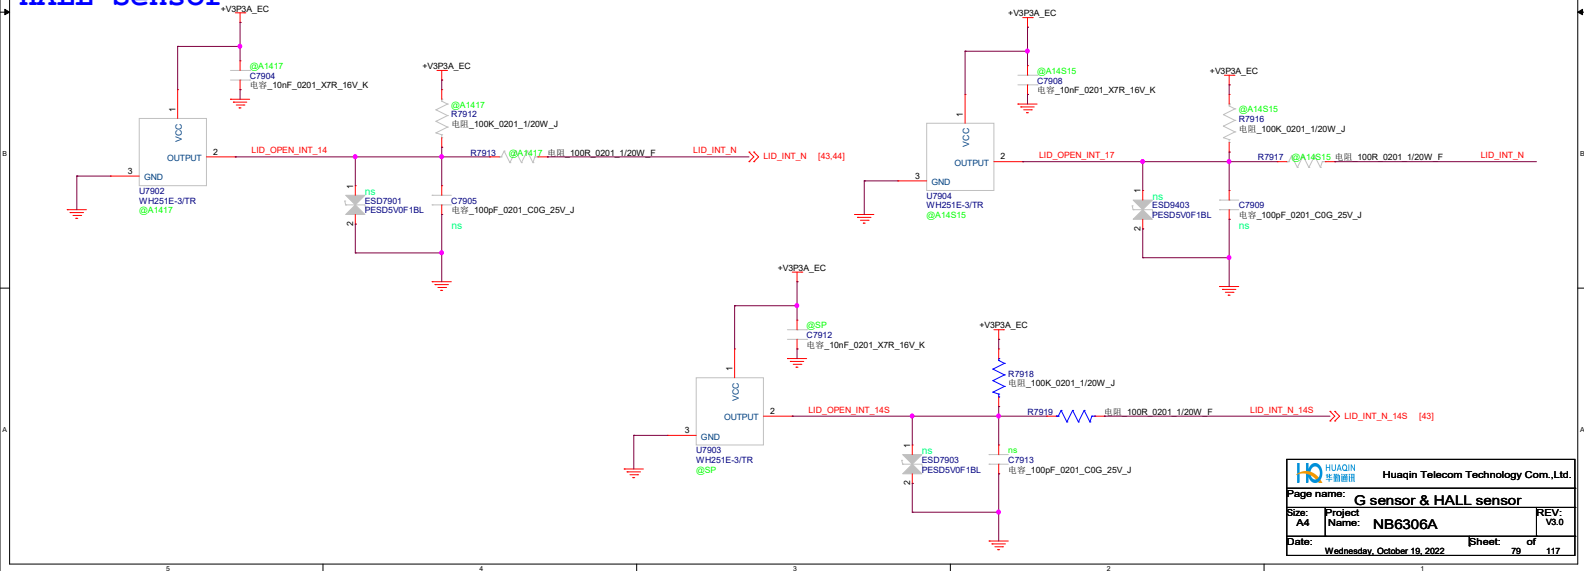 HALL Sensor
+V3P3A_EC
@A1417
C7904
电容_10nF_0201_X7R_16V_K
+V3P3A_EC
@A1417
R7912
电阻_100K_0201_1/20W_J
1
VCC
OUTPUT
2
3
GND
U7902
WH251E-3/TR
@A1417
LID_OPEN_INT_14
R7913
@A1417
电阻_100R_0201_1/20W_F
LID_INT_N
LID_INT_N [43,44]
1
ns
ESD7901
PESD5V0F1BL
2
C7905
电容_100pF_0201_C0G_25V_J
ns
+V3P3A_EC
@A14S15
C7908
电容_10nF_0201_X7R_16V_K
+V3P3A_EC
@A14S15
R7916
电阻_100K_0201_1/20W_J
1
VCC
OUTPUT
2
3
GND
U7904
WH251E-3/TR
@A14S15
LID_OPEN_INT_17
R7917
@A14S15
电阻_100R_0201_1/20W_F
LID_INT_N
1
ns
ESD9403
PESD5V0F1BL
2
C7909
电容_100pF_0201_C0G_25V_J
ns
+V3P3A_EC
@SP
C7912
电容_10nF_0201_X7R_16V_K
+V3P3A_EC
R7918
电阻_100K_0201_1/20W_J
1
VCC
OUTPUT
2
3
GND
U7903
WH251E-3/TR
@SP
LID_OPEN_INT_14S
R7919
电阻_100R_0201_1/20W_F
LID_INT_N_14S
LID_INT_N_14S [43]
1
ns
ESD7903
PESD5V0F1BL
2
ns
C7913
电容_100pF_0201_C0G_25V_J
B
B
A
A
HQ HUAQIN
华勤通讯
Huaqin Telecom Technology Com.,Ltd.
Page name: G sensor & HALL sensor
Size: A4
Project Name: NB6306A
REV: V3.0
Date: Wednesday, October 19, 2022
Sheet: 79 of 117
5 4 3 2 1